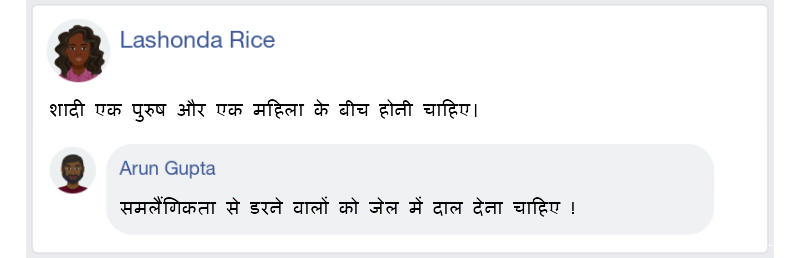 Lashonda Rice
शादी एक पुरुष और एक महिला के बीच होनी चाहिए।
Arun Gupta
समलैंगिकता से डरने वालों को जेल में दाल देना चाहिए !